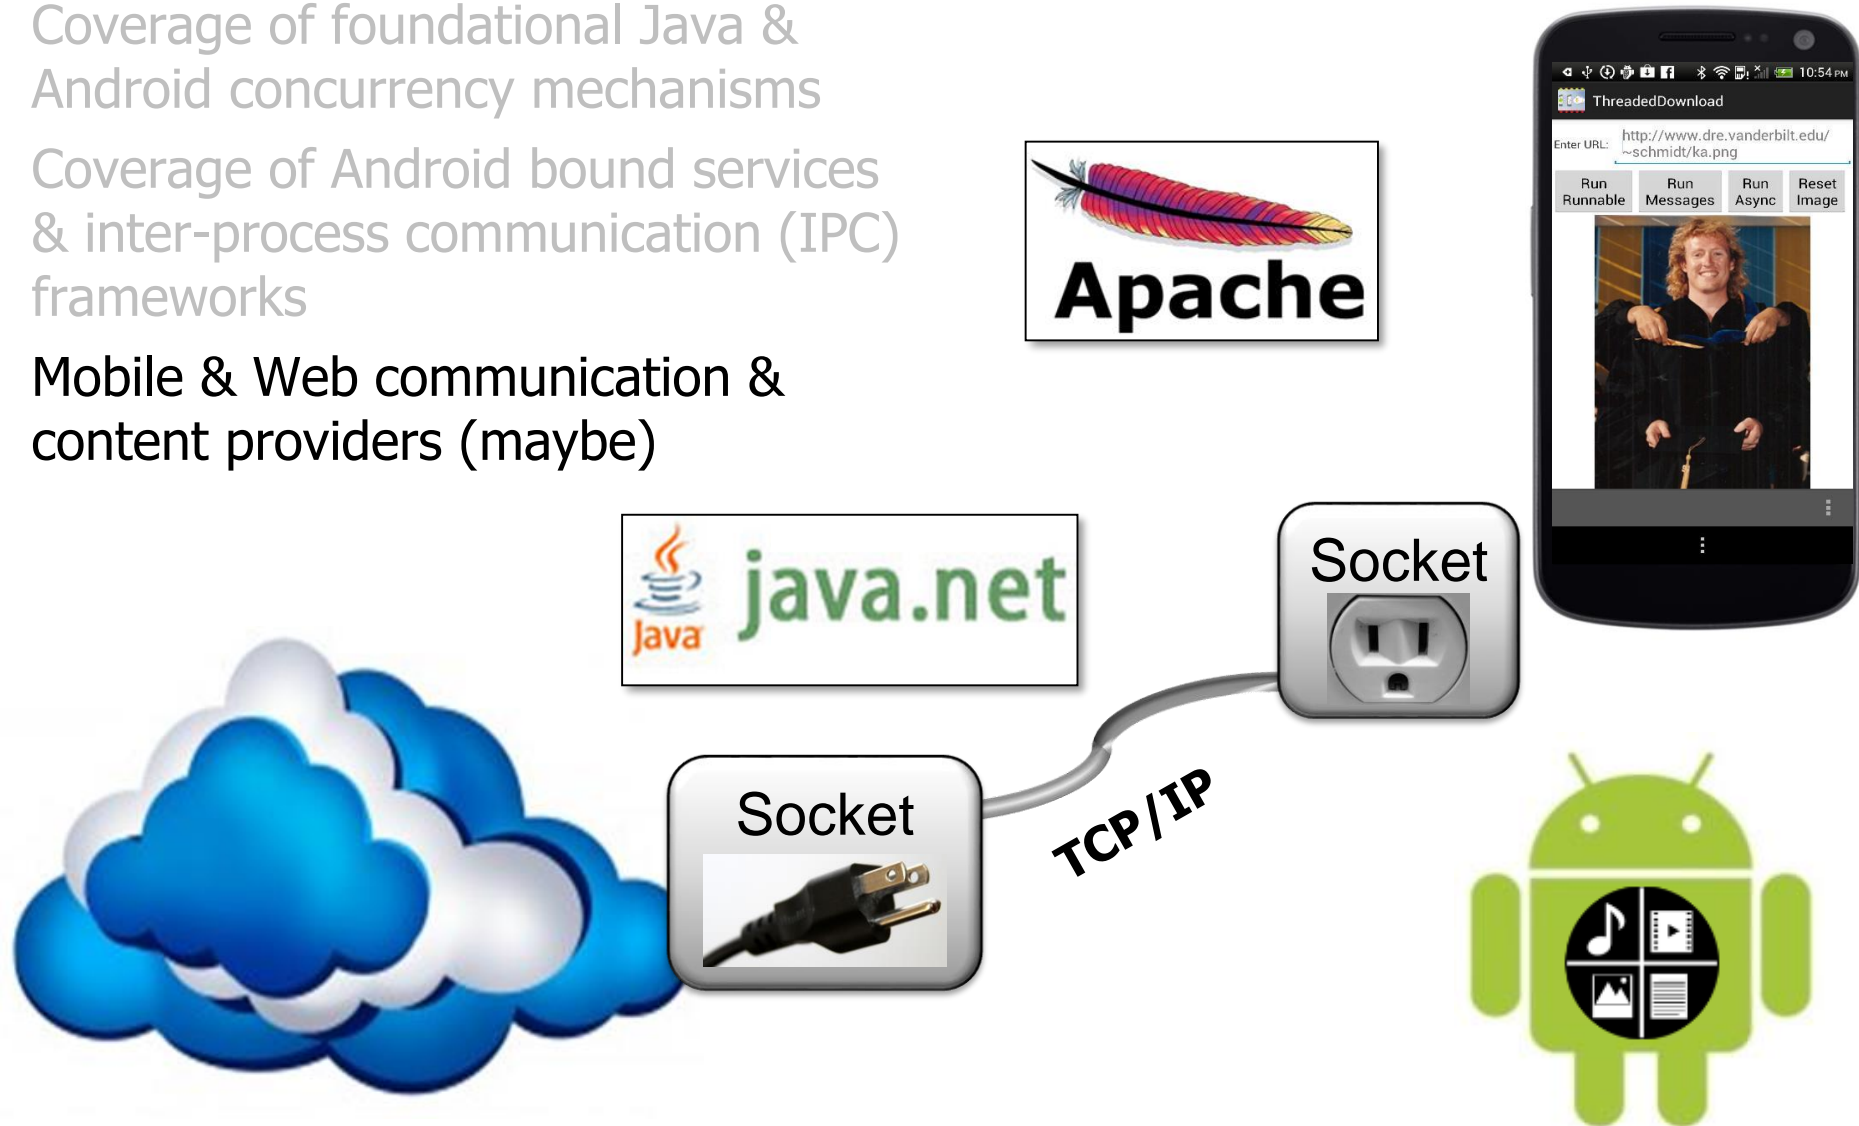 Coverage of foundational Java &
Android concurrency mechanisms
Coverage of Android bound services
& inter-process communication (IPC)
frameworks
Mobile & Web communication &
content providers (maybe)
Apache
10:54 PM
ThreadedDownload
Enter URL:
http://www.dre.vanderbilt.edu/
~schmidt/ka.png
Run
Runnable
Run
Messages
Run
Async
Reset
Image
Java
java.net
Socket
Socket
TCP/IP